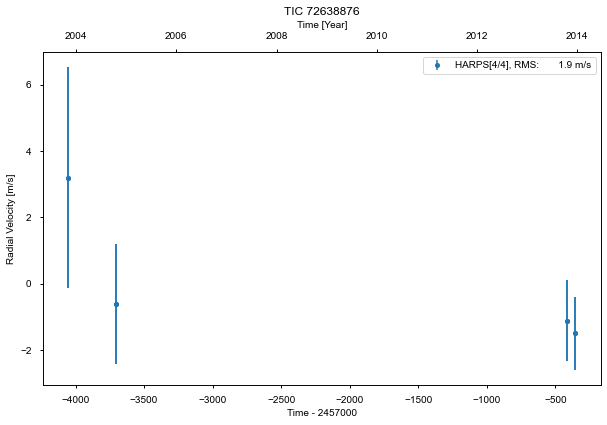 TIC 72638876
Time [Year]
2004 2006 2008 2010 2012 2014
HARPS[4/4], RMS: 1.9 m/s
Radial Velocity [m/s]
6
4
2
0
−2
−4000 −3500 −3000 −2500 −2000 −1500 −1000 −500
Time - 2457000